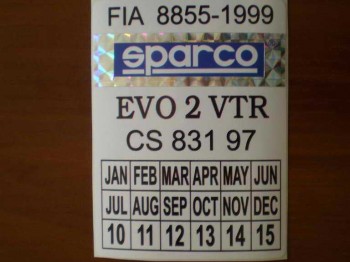 FIA 8855-1999
sparco
EVO 2 VTR
CS 831 97
JAN FEB MAR APR MAY JUN
JUL AUG SEP OCT NOV DEC
10 11 12 13 14 15